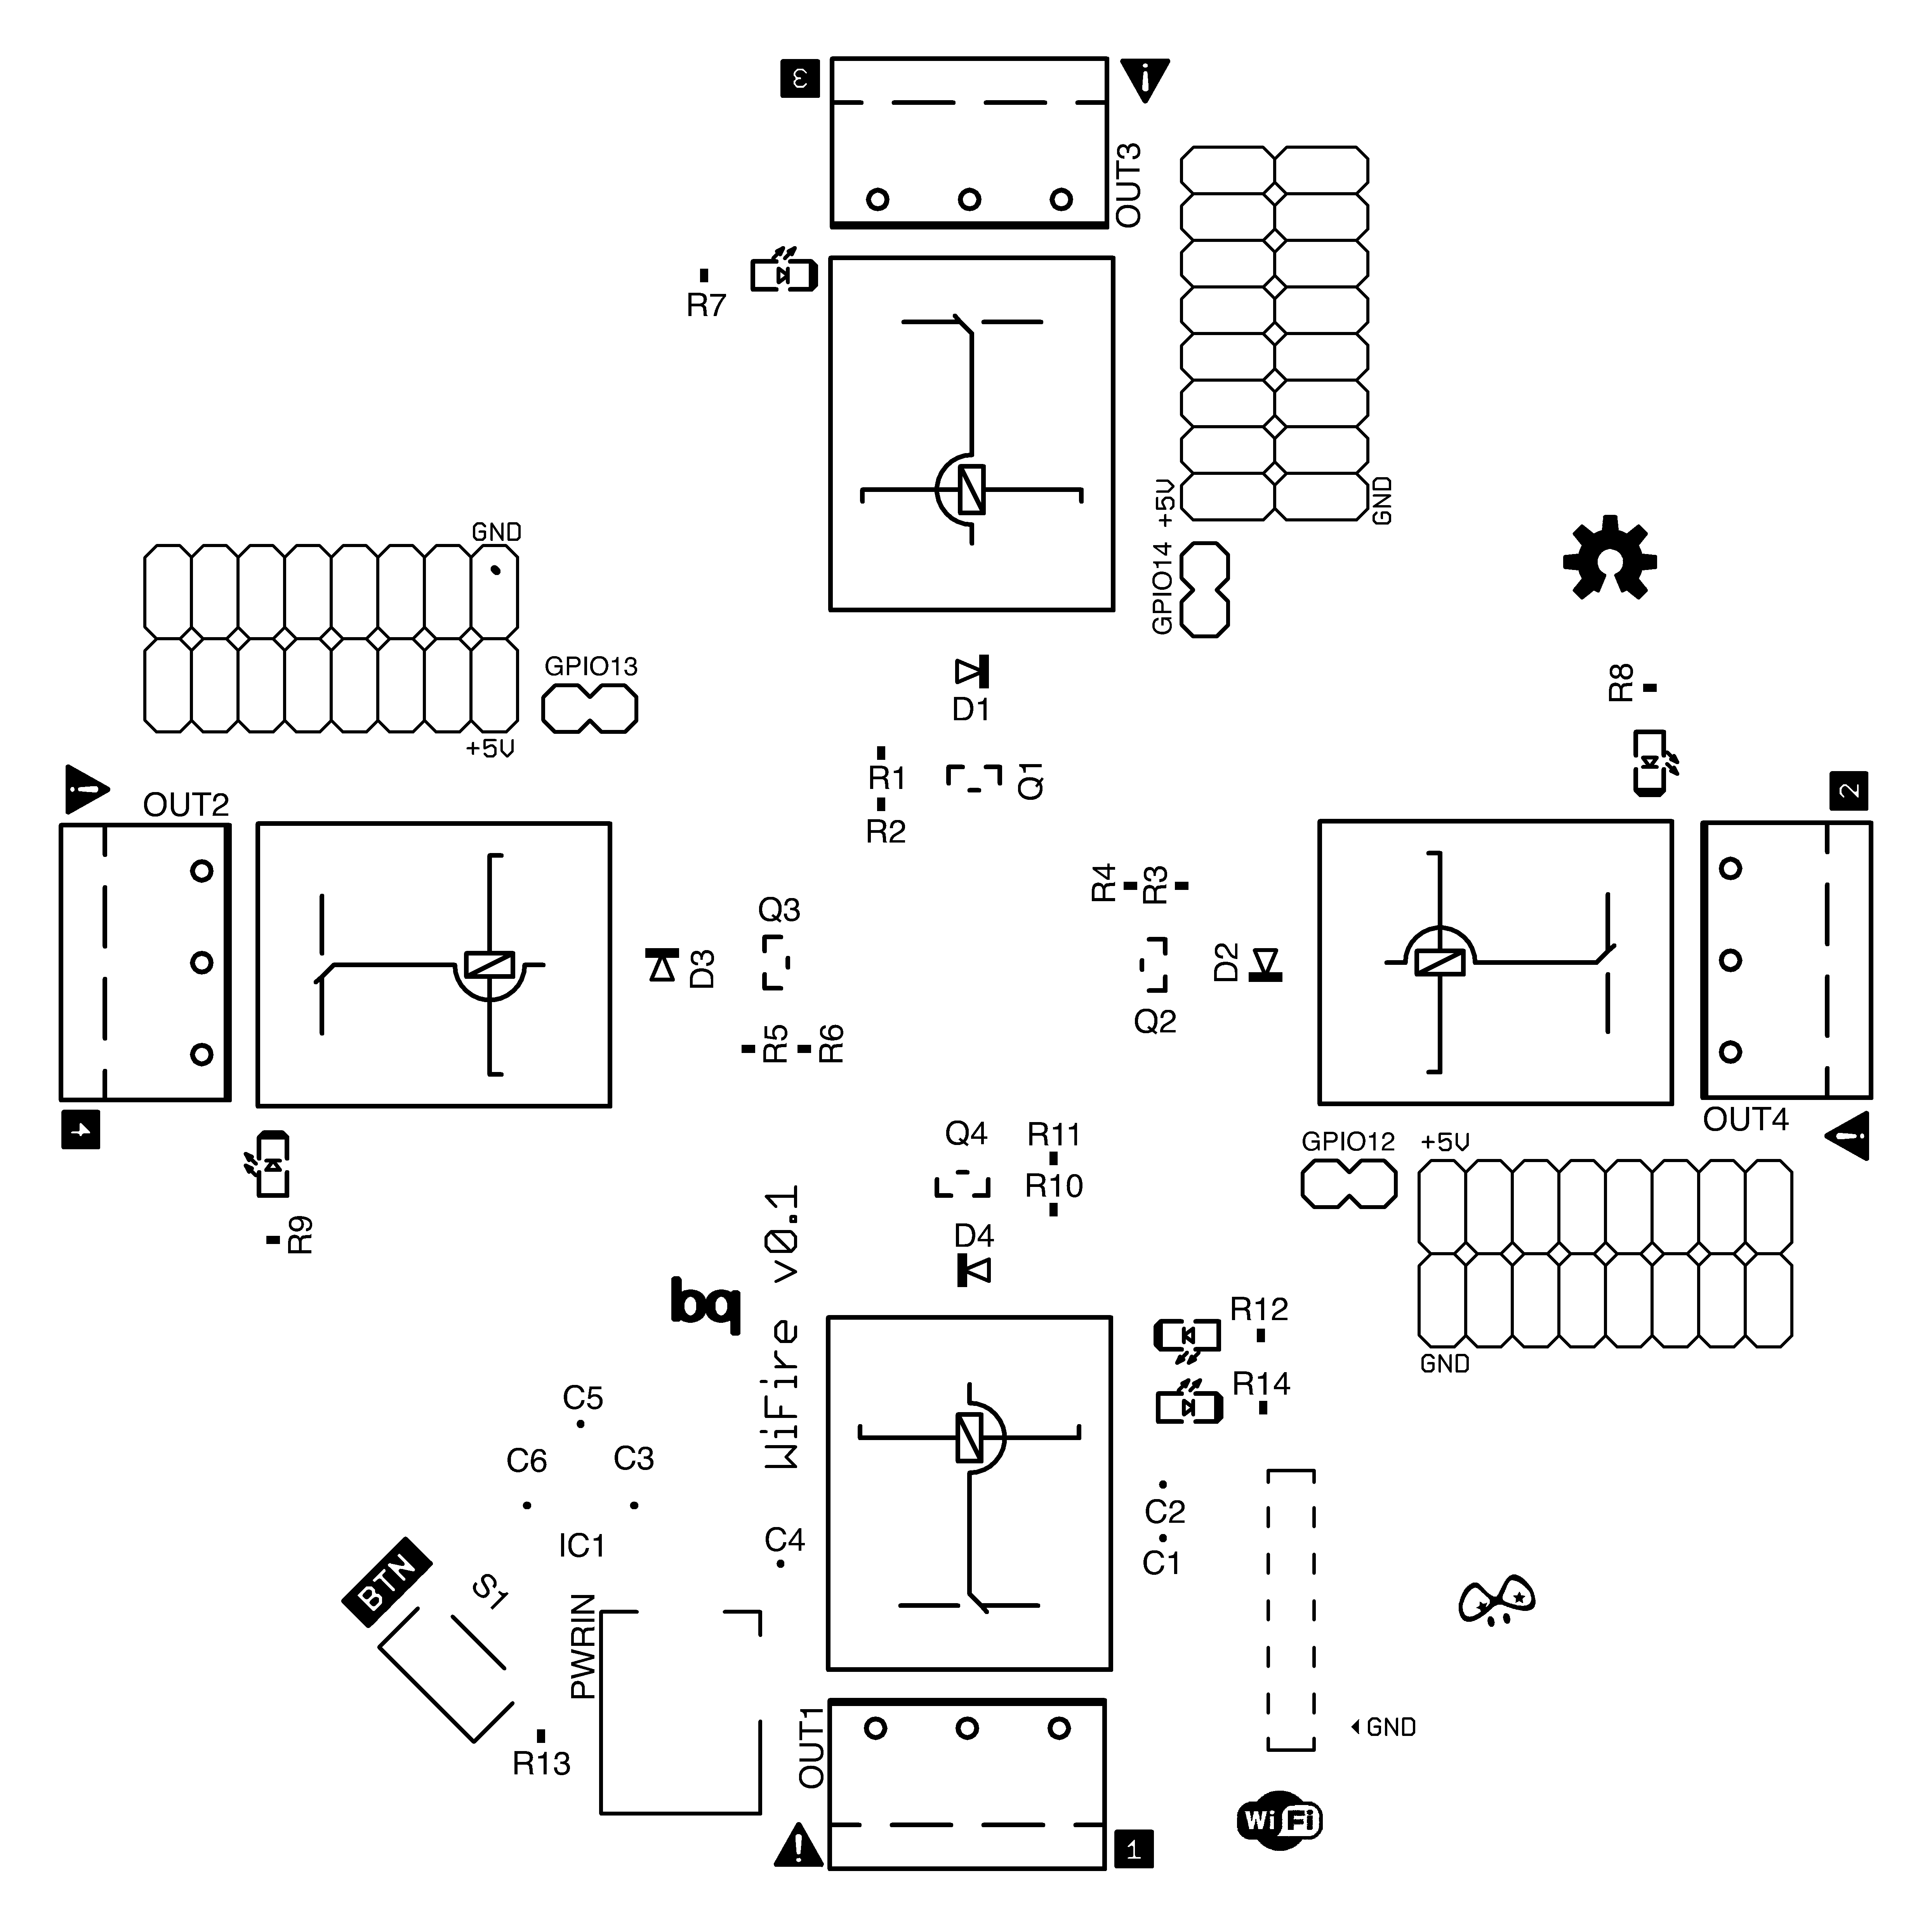 3
OUT3
R7
+5V
GND
GPIO14
GND
GPIO13
+5V
D1
R8
R1
Q1
R2
2
OUT2
R4
R3
Q3
D3
D2
Q2
R5
R6
4
OUT4
Q4
R11
GPIO12
+5V
R10
R9
D4
WiFire v0.1
bq
R12
GND
R14
C5
C6
C3
C2
C4
IC1
C1
BTN
S1
PWRIN
OUT1
GND
R13
WiFi
1